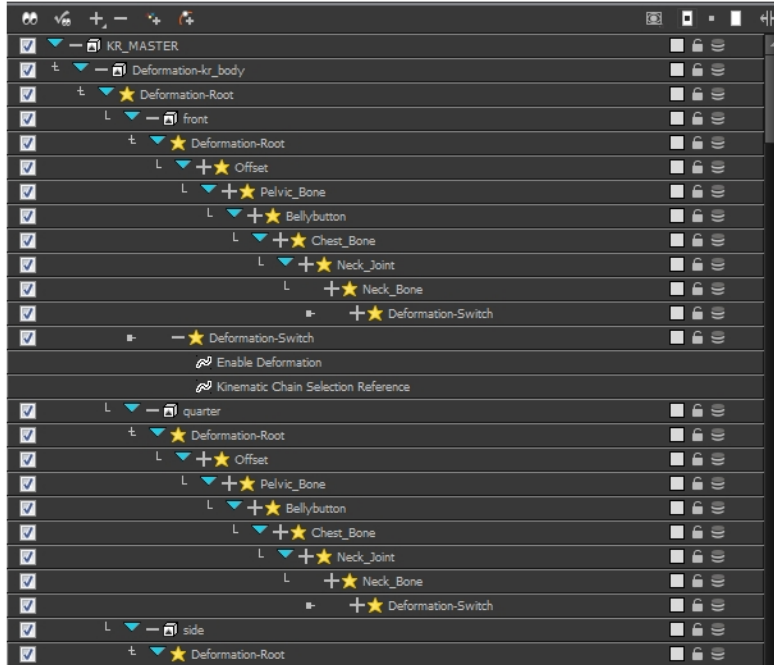 KR_MASTER
Deformation-kr_body
Deformation-Root
front
Deformation-Root
Offset
Pelvic_Bone
Bellybutton
Chest_Bone
Neck_Joint
Neck_Bone
Deformation-Switch
Deformation-Switch
Enable Deformation
Kinematic Chain Selection Reference
quarter
Deformation-Root
Offset
Pelvic_Bone
Bellybutton
Chest_Bone
Neck_Joint
Neck_Bone
Deformation-Switch
side
Deformation-Root